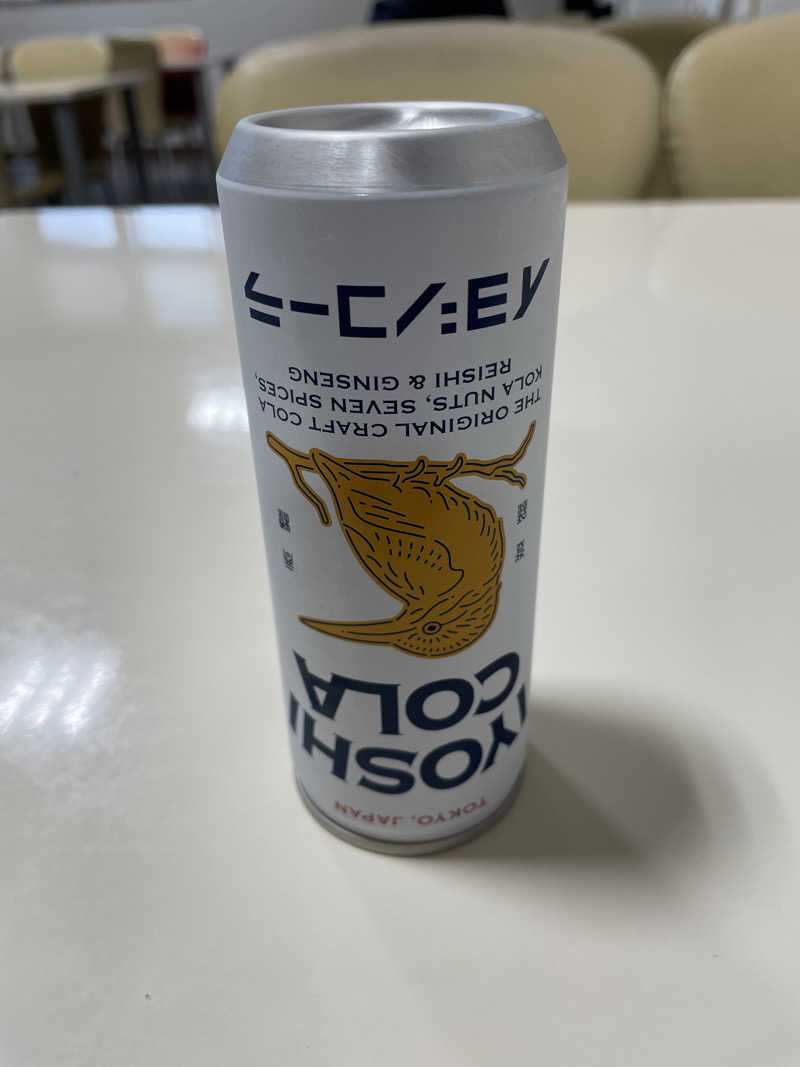 TOKYO, JAPAN
IYOSHI
COLA
THE ORIGINAL CRAFT COLA
KOLA NUTS, SEVEN SPICES,
REISHI & GINSENG
イヨシコーラ